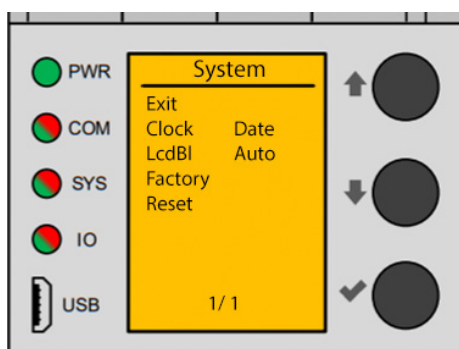 PWR
COM
SYS
IO
USB
System
Exit
Clock Date
LcdBl Auto
Factory
Reset
1/1